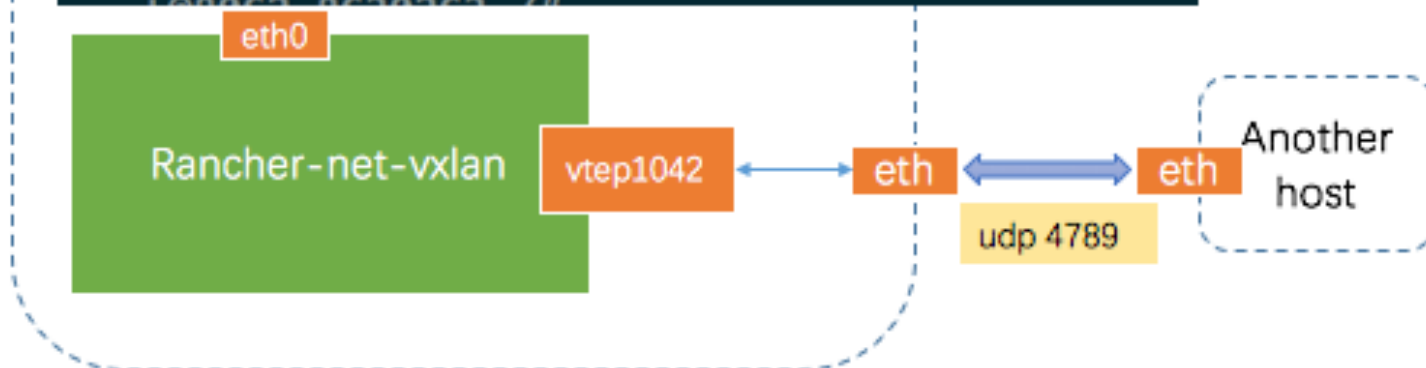 eth0
Rancher-net-vxlan
vtep1042
eth
eth
Another
host
udp 4789